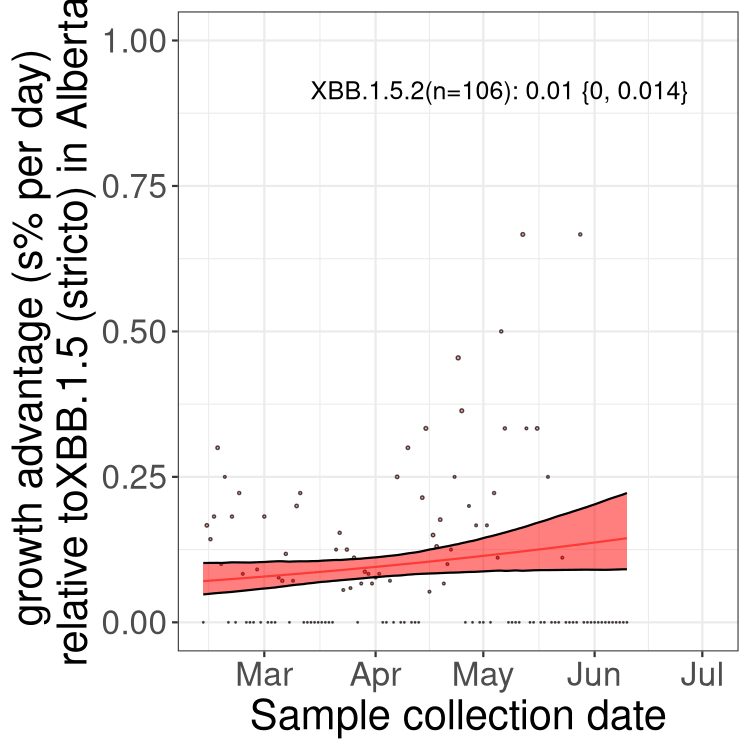 growth advantage (s% per day)
relative toXBB.1.5 (stricto) in Alberta
1.00
0.75
0.50
0.25
0.00
XBB.1.5.2(n=106): 0.01 {0, 0.014}
Mar Apr May Jun Jul
Sample collection date